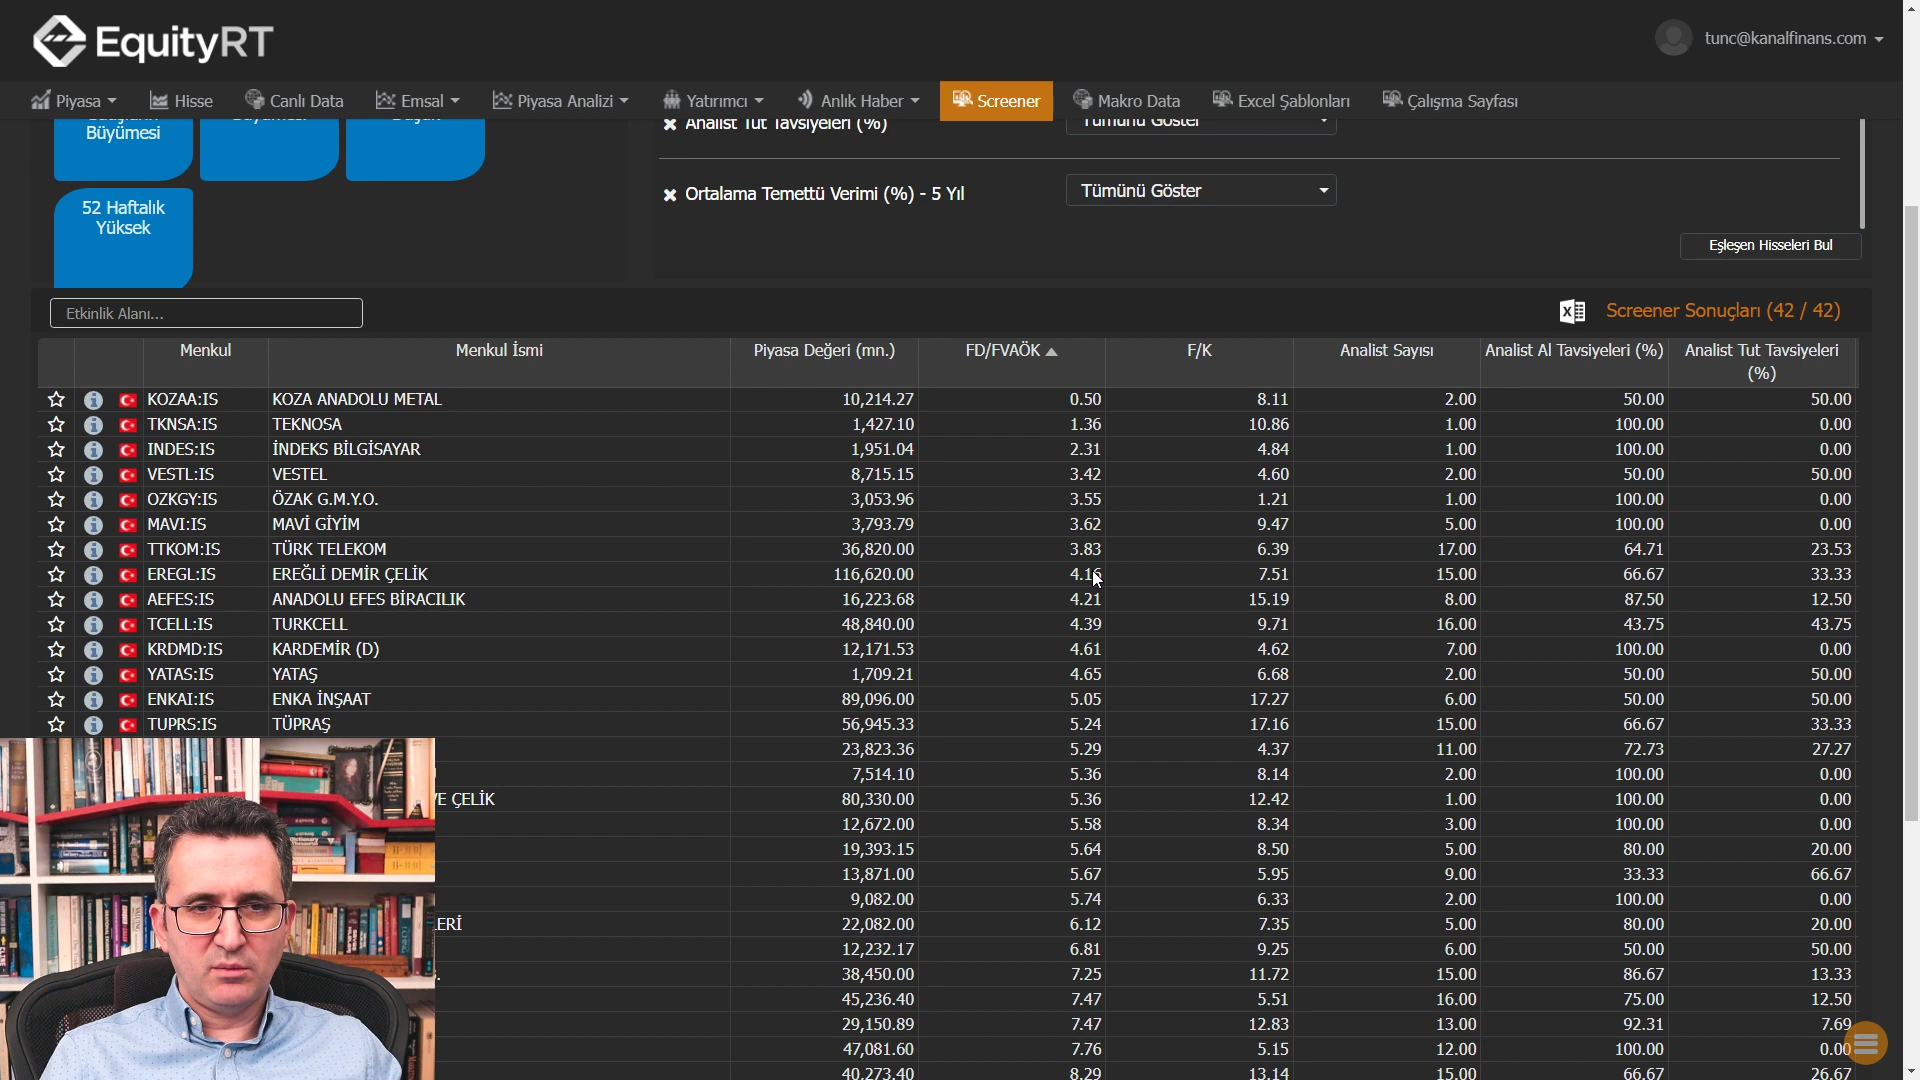 EquityRT
tunc@kanalfinans.com
Piyasa Hisse Canlı Data Emsal Piyasa Analizi Yatırımcı Anlık Haber Screener Makro Data Excel Şablonları Çalışma Sayfası
Büyümesi
Analist Tut Tavsiyeleri (%) Tümünü Göster
Ortalama Temettü Verimi (%) - 5 Yıl Tümünü Göster
52 Haftalık
Yüksek
Eşleşen Hisseleri Bul
Etkinlik Alanı...
Screener Sonuçları (42 / 42)
Menkul Menkul İsmi Piyasa Değeri (mn.) FD/FVAÖK F/K Analist Sayısı Analist Al Tavsiyeleri (%) Analist Tut Tavsiyeleri
(%)
KOZAA:IS KOZA ANADOLU METAL 10,214.27 0.50 8.11 2.00 50.00 50.00
TKNSA:IS TEKNOSA 1,427.10 1.36 10.86 1.00 100.00 0.00
INDES:IS İNDEKS BİLGİSAYAR 1,951.04 2.31 4.84 1.00 100.00 0.00
VESTL:IS VESTEL 8,715.15 3.42 4.60 2.00 50.00 50.00
OZKGY:IS ÖZAK G.M.Y.O. 3,053.96 3.55 1.21 1.00 100.00 0.00
MAVI:IS MAVİ GİYİM 3,793.79 3.62 9.47 5.00 100.00 0.00
TTKOM:IS TÜRK TELEKOM 36,820.00 3.83 6.39 17.00 64.71 23.53
EREGL:IS EREĞLİ DEMİR ÇELİK 116,620.00 4.16 7.51 15.00 66.67 33.33
AEFES:IS ANADOLU EFES BİRACILIK 16,223.68 4.21 15.19 8.00 87.50 12.50
TCELL:IS TURKCELL 48,840.00 4.39 9.71 16.00 43.75 43.75
KRDMD:IS KARDEMİR (D) 12,171.53 4.61 4.62 7.00 100.00 0.00
YATAS:IS YATAŞ 1,709.21 4.65 6.68 2.00 50.00 50.00
ENKAI:IS ENKA İNŞAAT 89,096.00 5.05 17.27 6.00 50.00 50.00
TUPRS:IS TÜPRAŞ 56,945.33 5.24 17.16 15.00 66.67 33.33
23,823.36 5.29 4.37 11.00 72.73 27.27
7,514.10 5.36 8.14 2.00 100.00 0.00
VE ÇELİK 80,330.00 5.36 12.42 1.00 100.00 0.00
12,672.00 5.58 8.34 3.00 100.00 0.00
19,393.15 5.64 8.50 5.00 80.00 20.00
13,871.00 5.67 5.95 9.00 33.33 66.67
9,082.00 5.74 6.33 2.00 100.00 0.00
LERİ 22,082.00 6.12 7.35 5.00 80.00 20.00
12,232.17 6.81 9.25 6.00 50.00 50.00
38,450.00 7.25 11.72 15.00 86.67 13.33
45,236.40 7.47 5.51 16.00 75.00 12.50
29,150.89 7.47 12.83 13.00 92.31 7.69
47,081.60 7.76 5.15 12.00 100.00 0.00
40,273.40 8.29 13.14 15.00 66.67 26.67